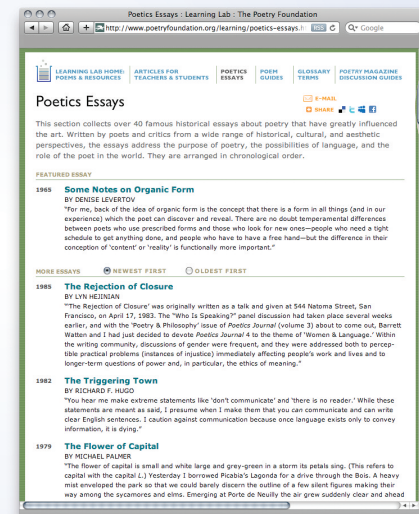 Poetics Essays : Learning Lab : The Poetry Foundation
http://www.poetryfoundation.org/learning/poetics-essays.h RSS Google
LEARNING LAB HOME: ARTICLES FOR POETICS POEM GLOSSARY POETRY MAGAZINE
POEMS & RESOURCES TEACHERS & STUDENTS ESSAYS GUIDES TERMS DISCUSSION GUIDES
Poetics Essays
E-MAIL
SHARE
This section collects over 40 famous historical essays about poetry that have greatly influenced
the art. Written by poets and critics from a wide range of historical, cultural, and aesthetic
perspectives, the essays address the purpose of poetry, the possibilities of language, and the
role of the poet in the world. They are arranged in chronological order.
FEATURED ESSAY
1965 Some Notes on Organic Form
BY DENISE LEVERTOV
"For me, back of the idea of organic form is the concept that there is a form in all things (and in our
experience) which the poet can discover and reveal. There are no doubt temperamental differences
between poets who use prescribed forms and those who look for new ones—people who need a tight
schedule to get anything done, and people who have to have a free hand—but the difference in their
conception of 'content' or 'reality' is functionally more important."
MORE ESSAYS NEWEST FIRST OLDEST FIRST
1985 The Rejection of Closure
BY LYN HEJINIAN
"'The Rejection of Closure' was originally written as a talk and given at 544 Natoma Street, San
Francisco, on April 17, 1983. The "Who Is Speaking?" panel discussion had taken place several weeks
earlier, and with the 'Poetry & Philosophy' issue of Poetics Journal (volume 3) about to come out, Barrett
Watten and I had just decided to devote Poetics Journal 4 to the theme of 'Women & Language.' Within
the writing community, discussions of gender were frequent, and they were addressed both to percep-
tible practical problems (instances of injustice) immediately affecting people's work and lives and to
longer-term questions of power and, in particular, the ethics of meaning."
1982 The Triggering Town
BY RICHARD F. HUGO
"You hear me make extreme statements like 'don't communicate' and 'there is no reader.' While these
statements are meant as said, I presume when I make them that you can communicate and can write
clear English sentences. I caution against communication because once language exists only to convey
information, it is dying."
1979 The Flower of Capital
BY MICHAEL PALMER
"The flower of capital is small and white large and grey-green in a storm its petals sing. (This refers to
capital with the capital L.) Yesterday I borrowed Picabia's Lagonda for a drive through the Bois. A heavy
mist enveloped the park so that we could barely discern the outline of a few silent figures making their
way among the sycamores and elms. Emerging at Porte de Neuilly the air grew suddenly clear and ahead